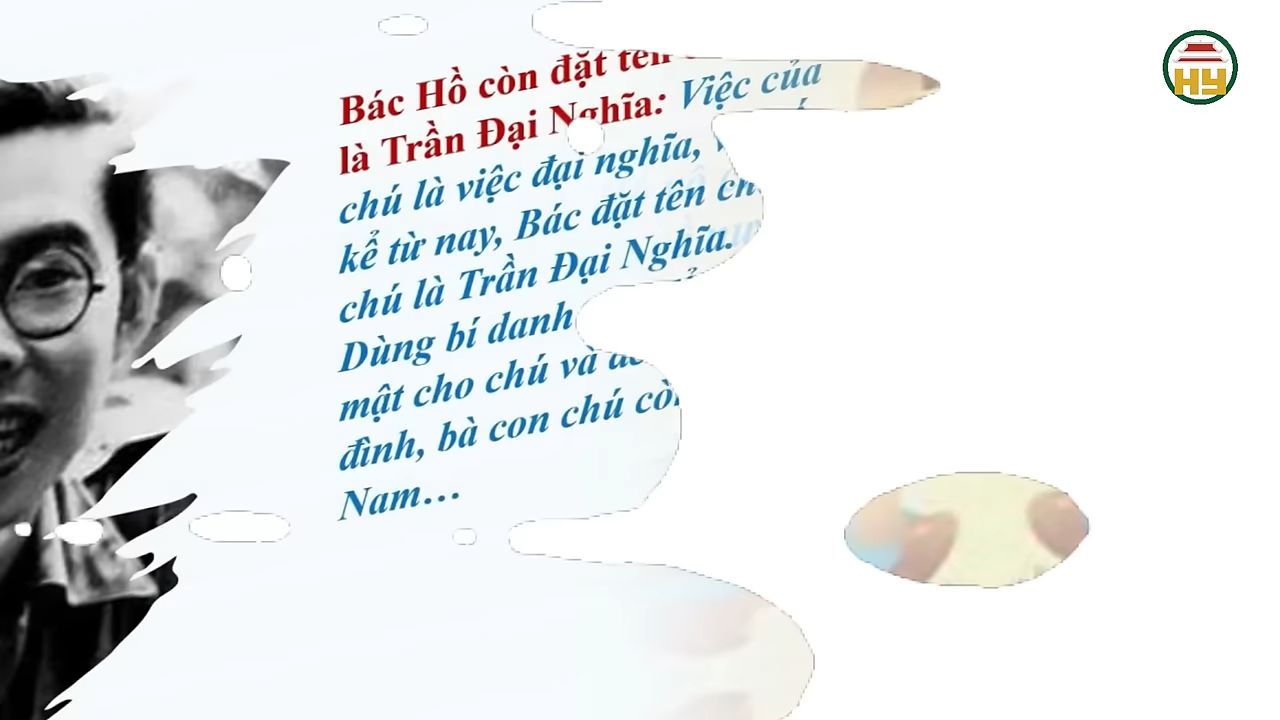 Bác Hồ còn đặt tên
là Trần Đại Nghĩa: Việc của
chú là việc đại nghĩa,
kể từ nay, Bác đặt tên
chú là Trần Đại Nghĩa.
Dùng bí danh
mật cho chú và
đình, bà con chú
Nam...
HY